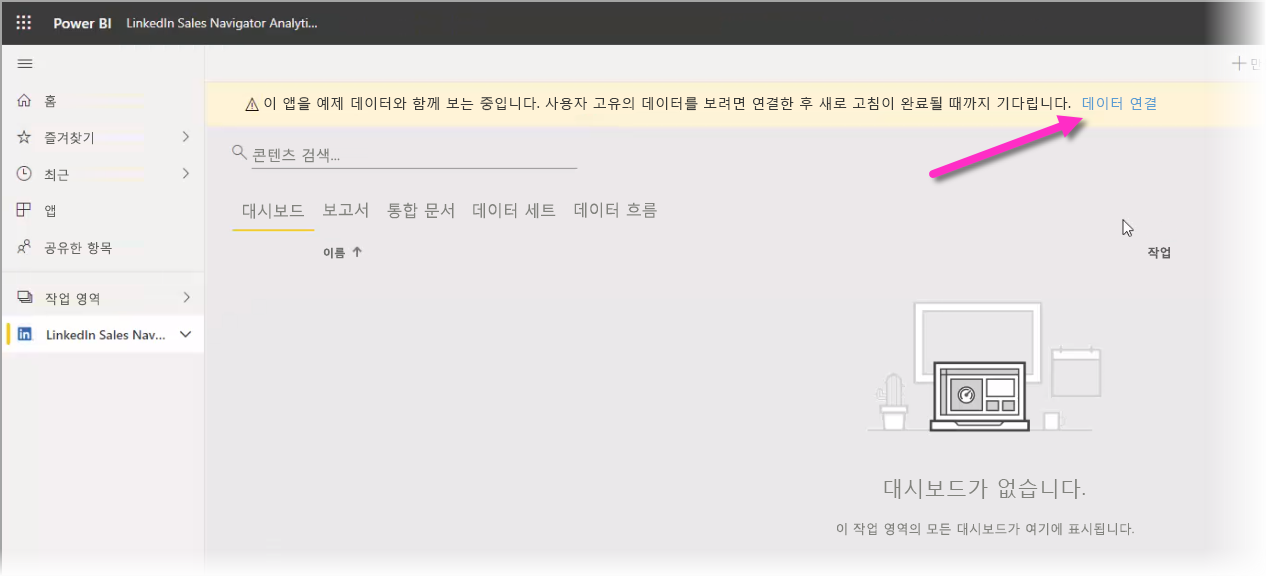 Power BI LinkedIn Sales Navigator Analyti...
이 앱을 예제 데이터와 함께 보는 중입니다. 사용자 고유의 데이터를 보려면 연결한 후 새로 고침이 완료될 때까지 기다립니다. 데이터 연결
홈
즐겨찾기
최근
앱
공유한 항목
작업 영역
LinkedIn Sales Nav...
콘텐츠 검색...
대시보드 보고서 통합 문서 데이터 세트 데이터 흐름
이름 작업
대시보드가 없습니다.
이 작업 영역의 모든 대시보드가 여기에 표시됩니다.